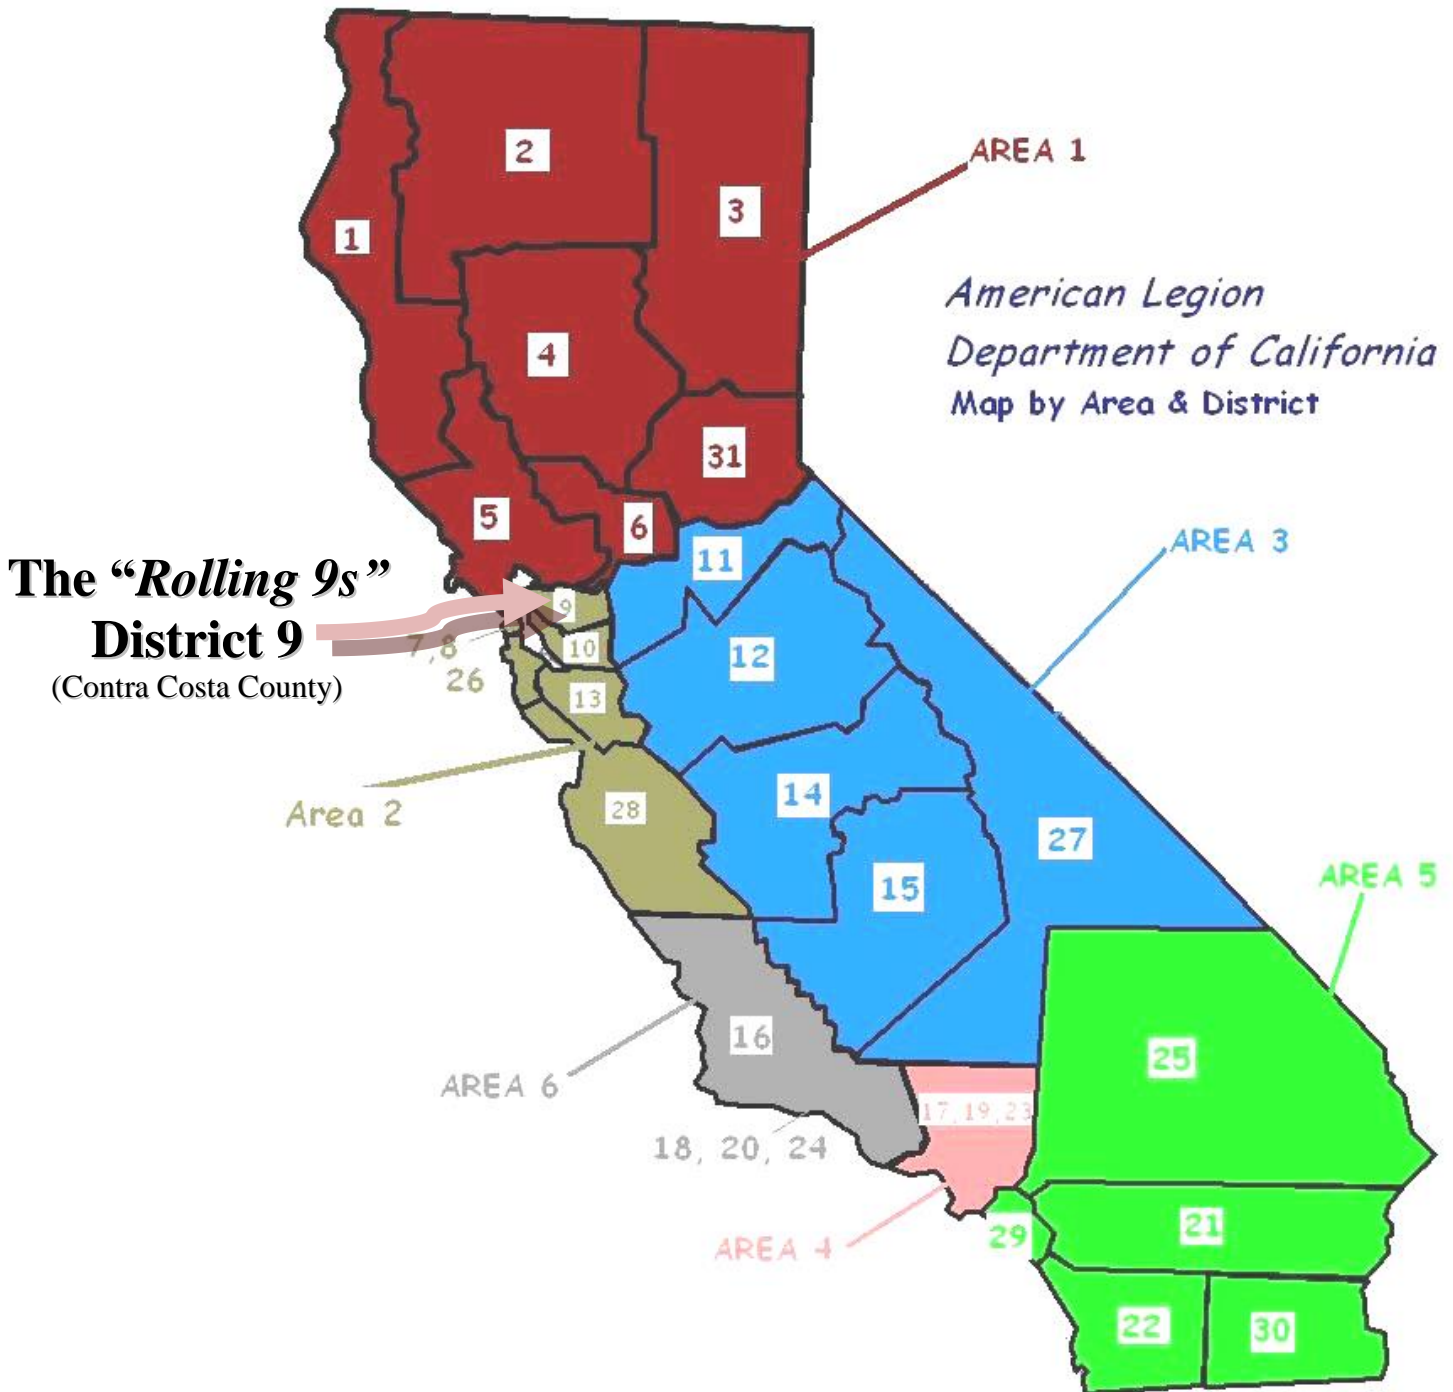 2
AREA 1
3
1
American Legion
Department of California
Map by Area & District
4
31
5
6
AREA 3
11
The “Rolling 9s”
District 9
(Contra Costa County)
9
7,8
26
10
12
13
14
28
Area 2
27
15
AREA 5
16
25
AREA 6
17,19,23
18, 20, 24
AREA 4
29
21
22
30